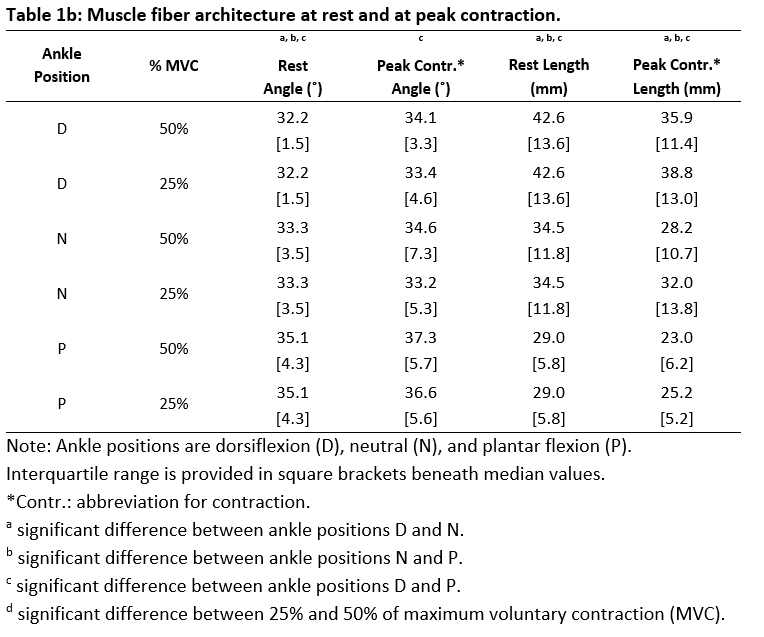 Table 1b: Muscle fiber architecture at rest and at peak contraction.
Ankle Position % MVC a, b, c Rest Angle (˚) c Peak Contr.* Angle (˚) a, b, c Rest Length (mm) a, b, c Peak Contr.* Length (mm)
D 50% 32.2 [1.5] 34.1 [3.3] 42.6 [13.6] 35.9 [11.4]
D 25% 32.2 [1.5] 33.4 [4.6] 42.6 [13.6] 38.8 [13.0]
N 50% 33.3 [3.5] 34.6 [7.3] 34.5 [11.8] 28.2 [10.7]
N 25% 33.3 [3.5] 33.2 [5.3] 34.5 [11.8] 32.0 [13.8]
P 50% 35.1 [4.3] 37.3 [5.7] 29.0 [5.8] 23.0 [6.2]
P 25% 35.1 [4.3] 36.6 [5.6] 29.0 [5.8] 25.2 [5.2]
Note: Ankle positions are dorsiflexion (D), neutral (N), and plantar flexion (P).
Interquartile range is provided in square brackets beneath median values.
*Contr.: abbreviation for contraction.
a significant difference between ankle positions D and N.
b significant difference between ankle positions N and P.
c significant difference between ankle positions D and P.
d significant difference between 25% and 50% of maximum voluntary contraction (MVC).